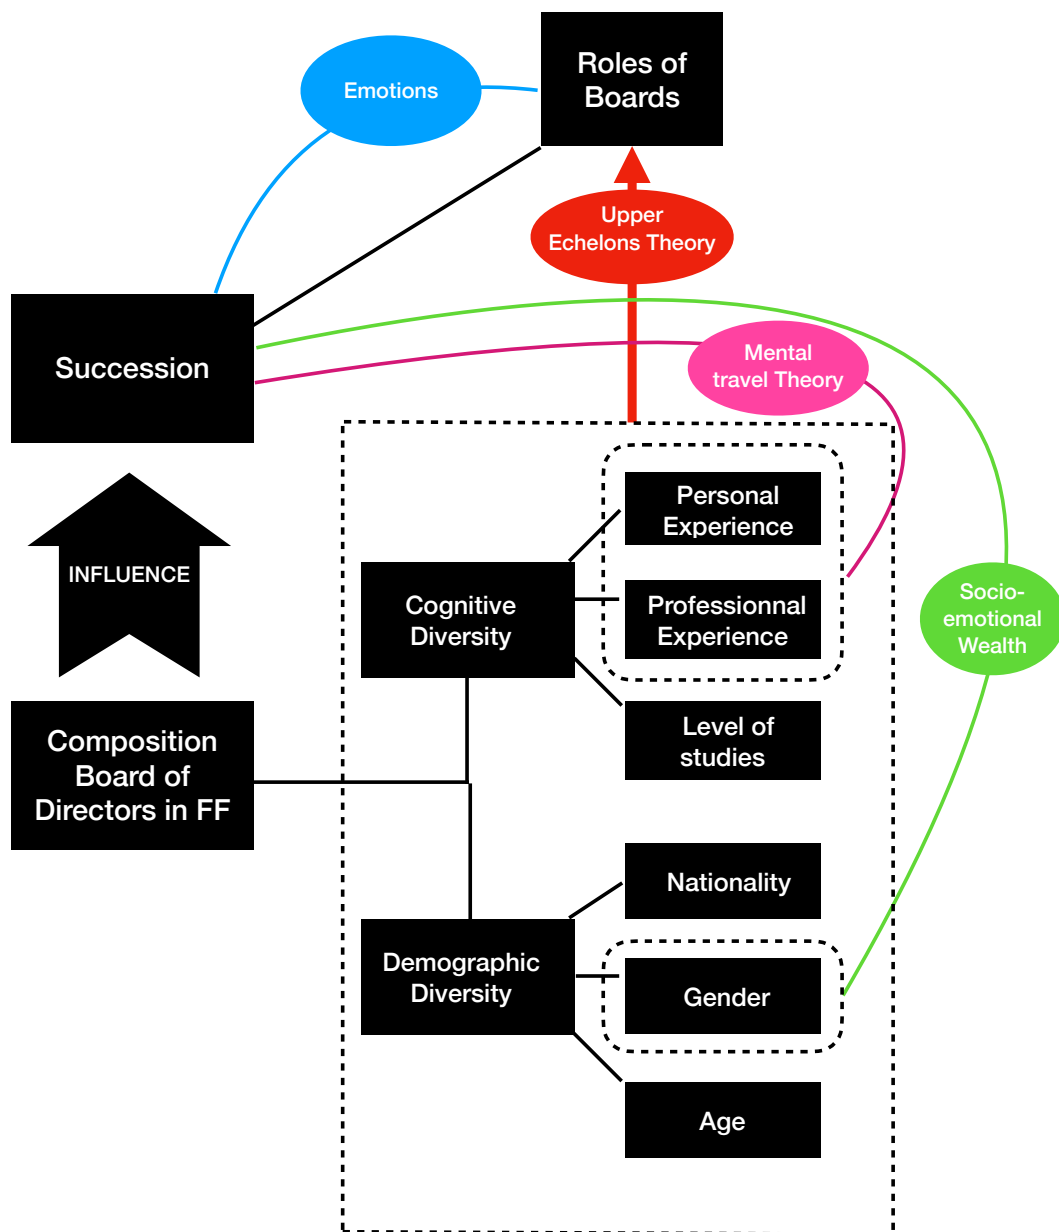 Roles of
Boards
Emotions
Upper
Echelons Theory
Succession
Mental
travel Theory
INFLUENCE
Personal
Experience
Cognitive
Diversity
Professionnal
Experience
Socio-
emotional
Wealth
Level of
studies
Composition
Board of
Directors in FF
Nationality
Demographic
Diversity
Gender
Age